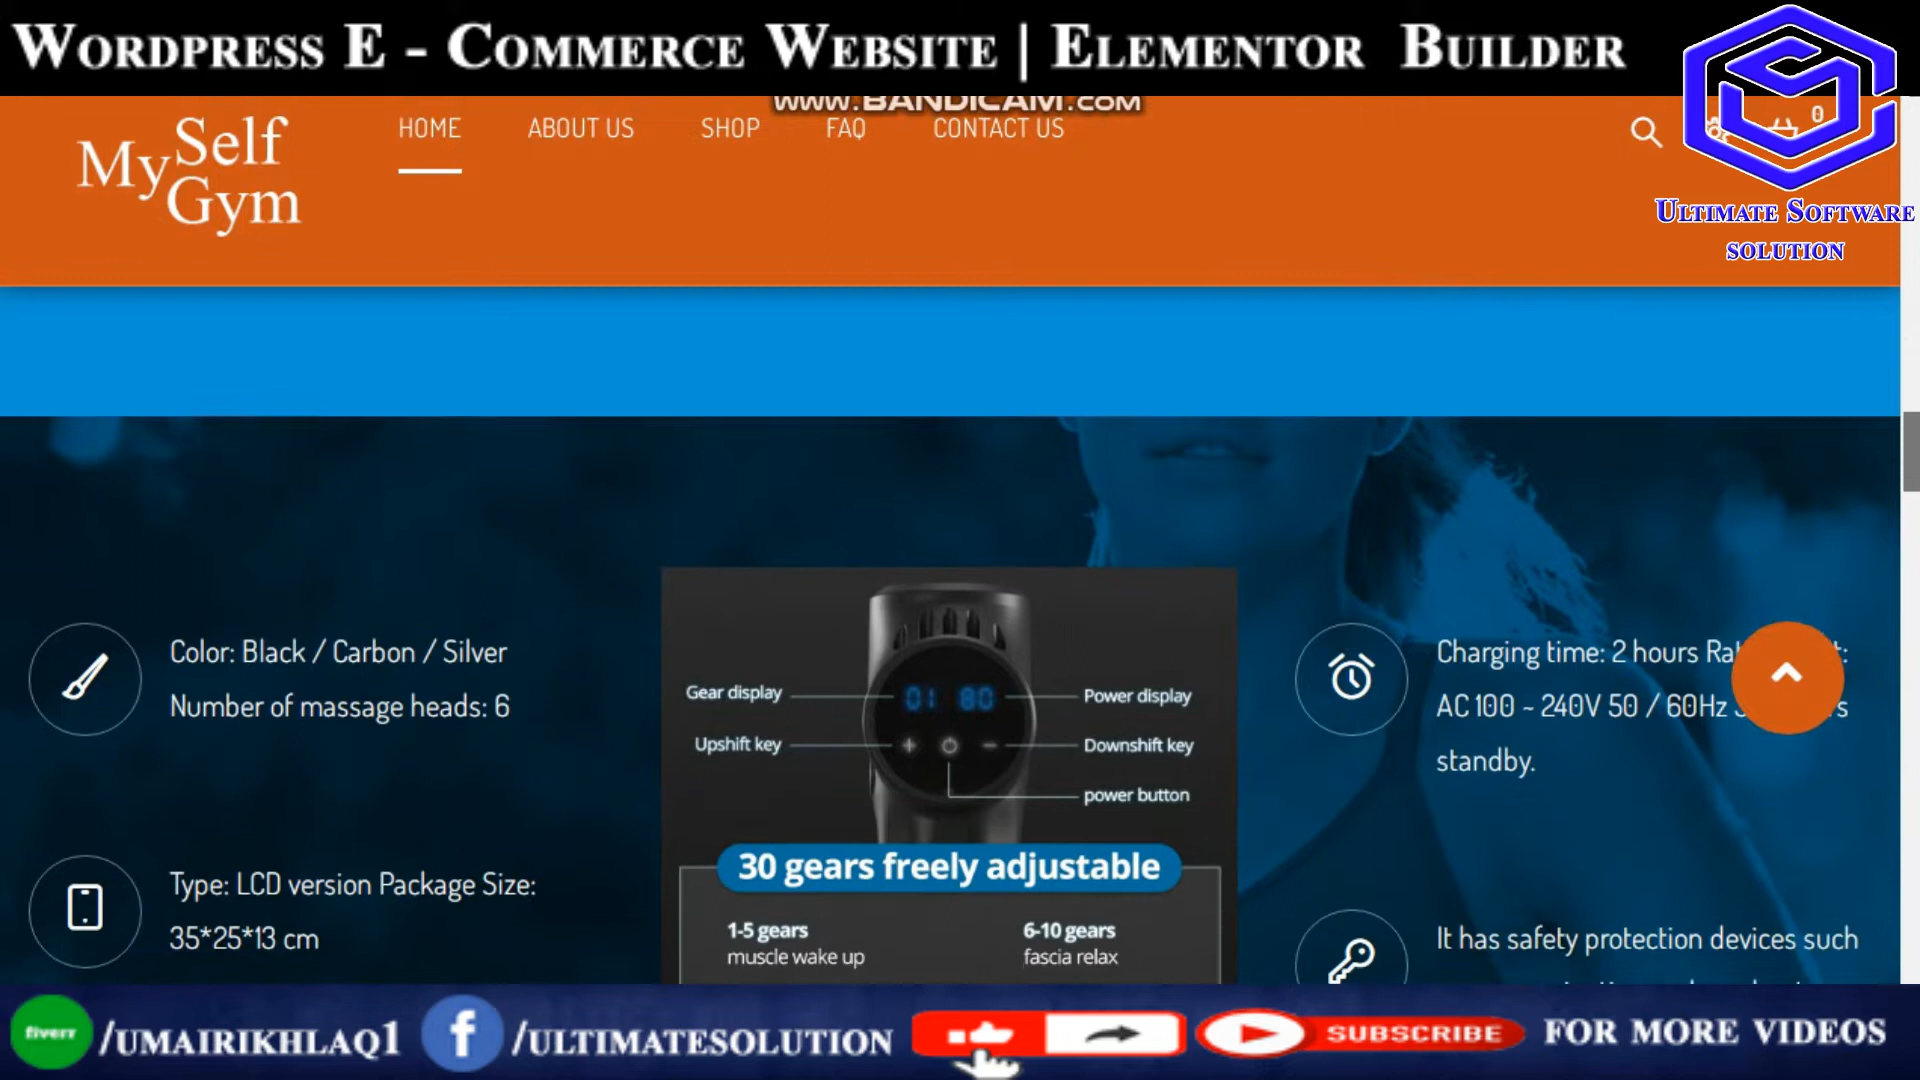 WORDPRESS E - COMMERCE WEBSITE | ELEMENTOR BUILDER
WWW.BANDICAM.COM
My Self
Gym
HOME
ABOUT US
SHOP
FAQ
CONTACT US
0
ULTIMATE SOFTWARE
SOLUTION
Color: Black / Carbon / Silver
Number of massage heads: 6
Type: LCD version Package Size:
35*25*13 cm
Gear display
01 80
Power display
Upshift key
Downshift key
power button
30 gears freely adjustable
1-5 gears
muscle wake up
6-10 gears
fascia relax
Charging time: 2 hours
AC 100 ~ 240V 50 / 60Hz
standby.
It has safety protection devices such
fiverr
/UMAIRIKHLAQ1
/ULTIMATESOLUTION
SUBSCRIBE
FOR MORE VIDEOS